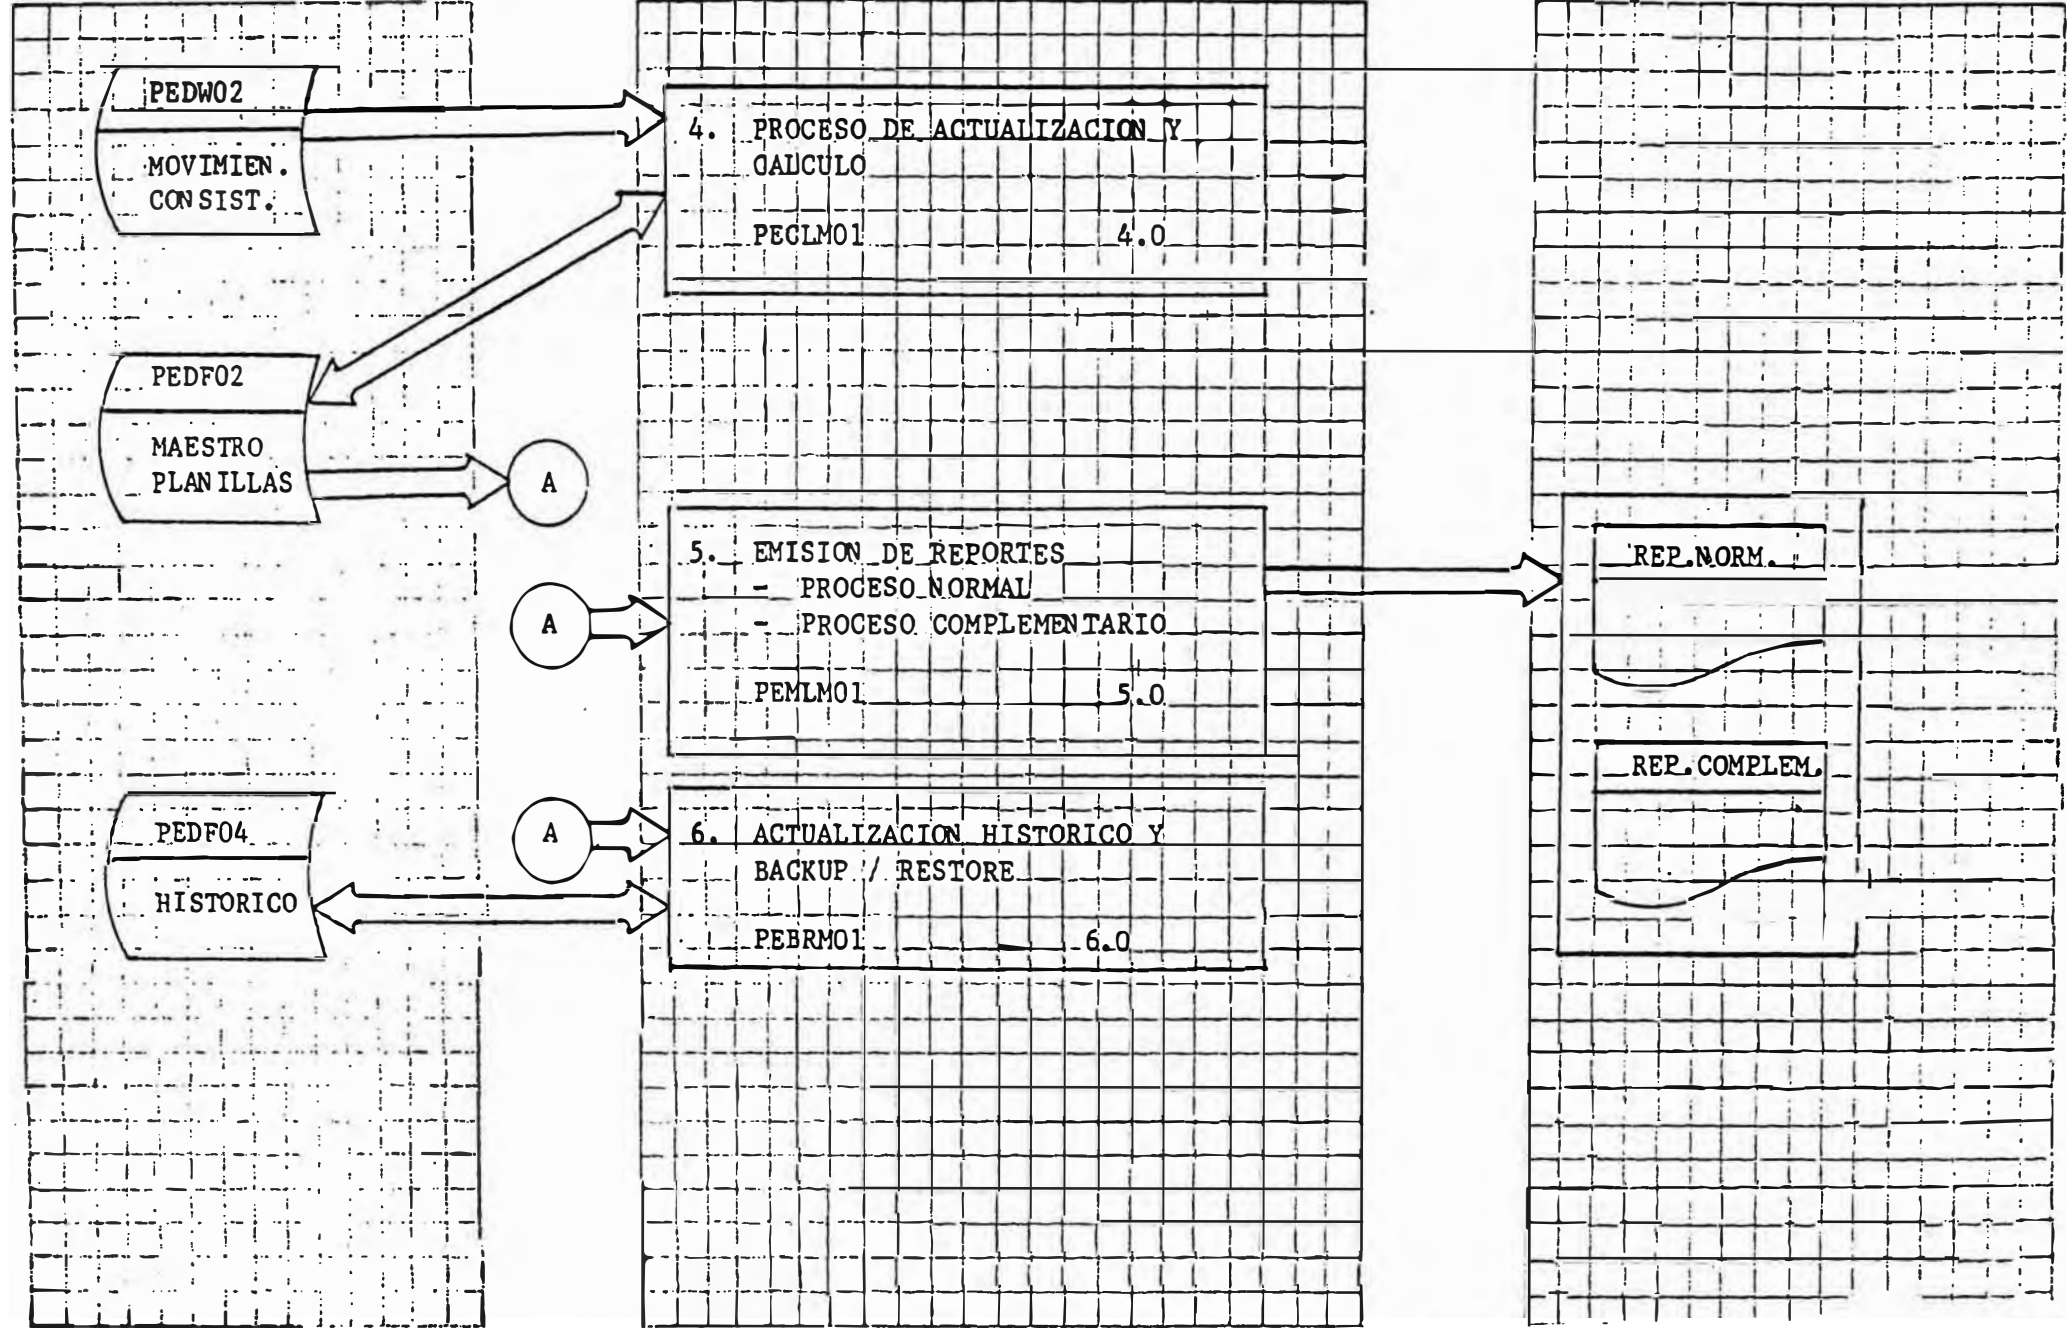 PEDW02
MOVIMIEN.
CONSIST.
4. PROCESO DE ACTUALIZACION Y
CALCULO
PECLM01 4.0
PEDF02
MAESTRO
PLANILLAS
A
5. EMISION DE REPORTES
- PROCESO NORMAL
- PROCESO COMPLEMENTARIO
PEMLM01 5.0
A
REP.NORM.
REP.COMPLEM.
A
6. ACTUALIZACION HISTORICO Y
BACKUP / RESTORE
PEBRM01 6.0
PEDF04
HISTORICO